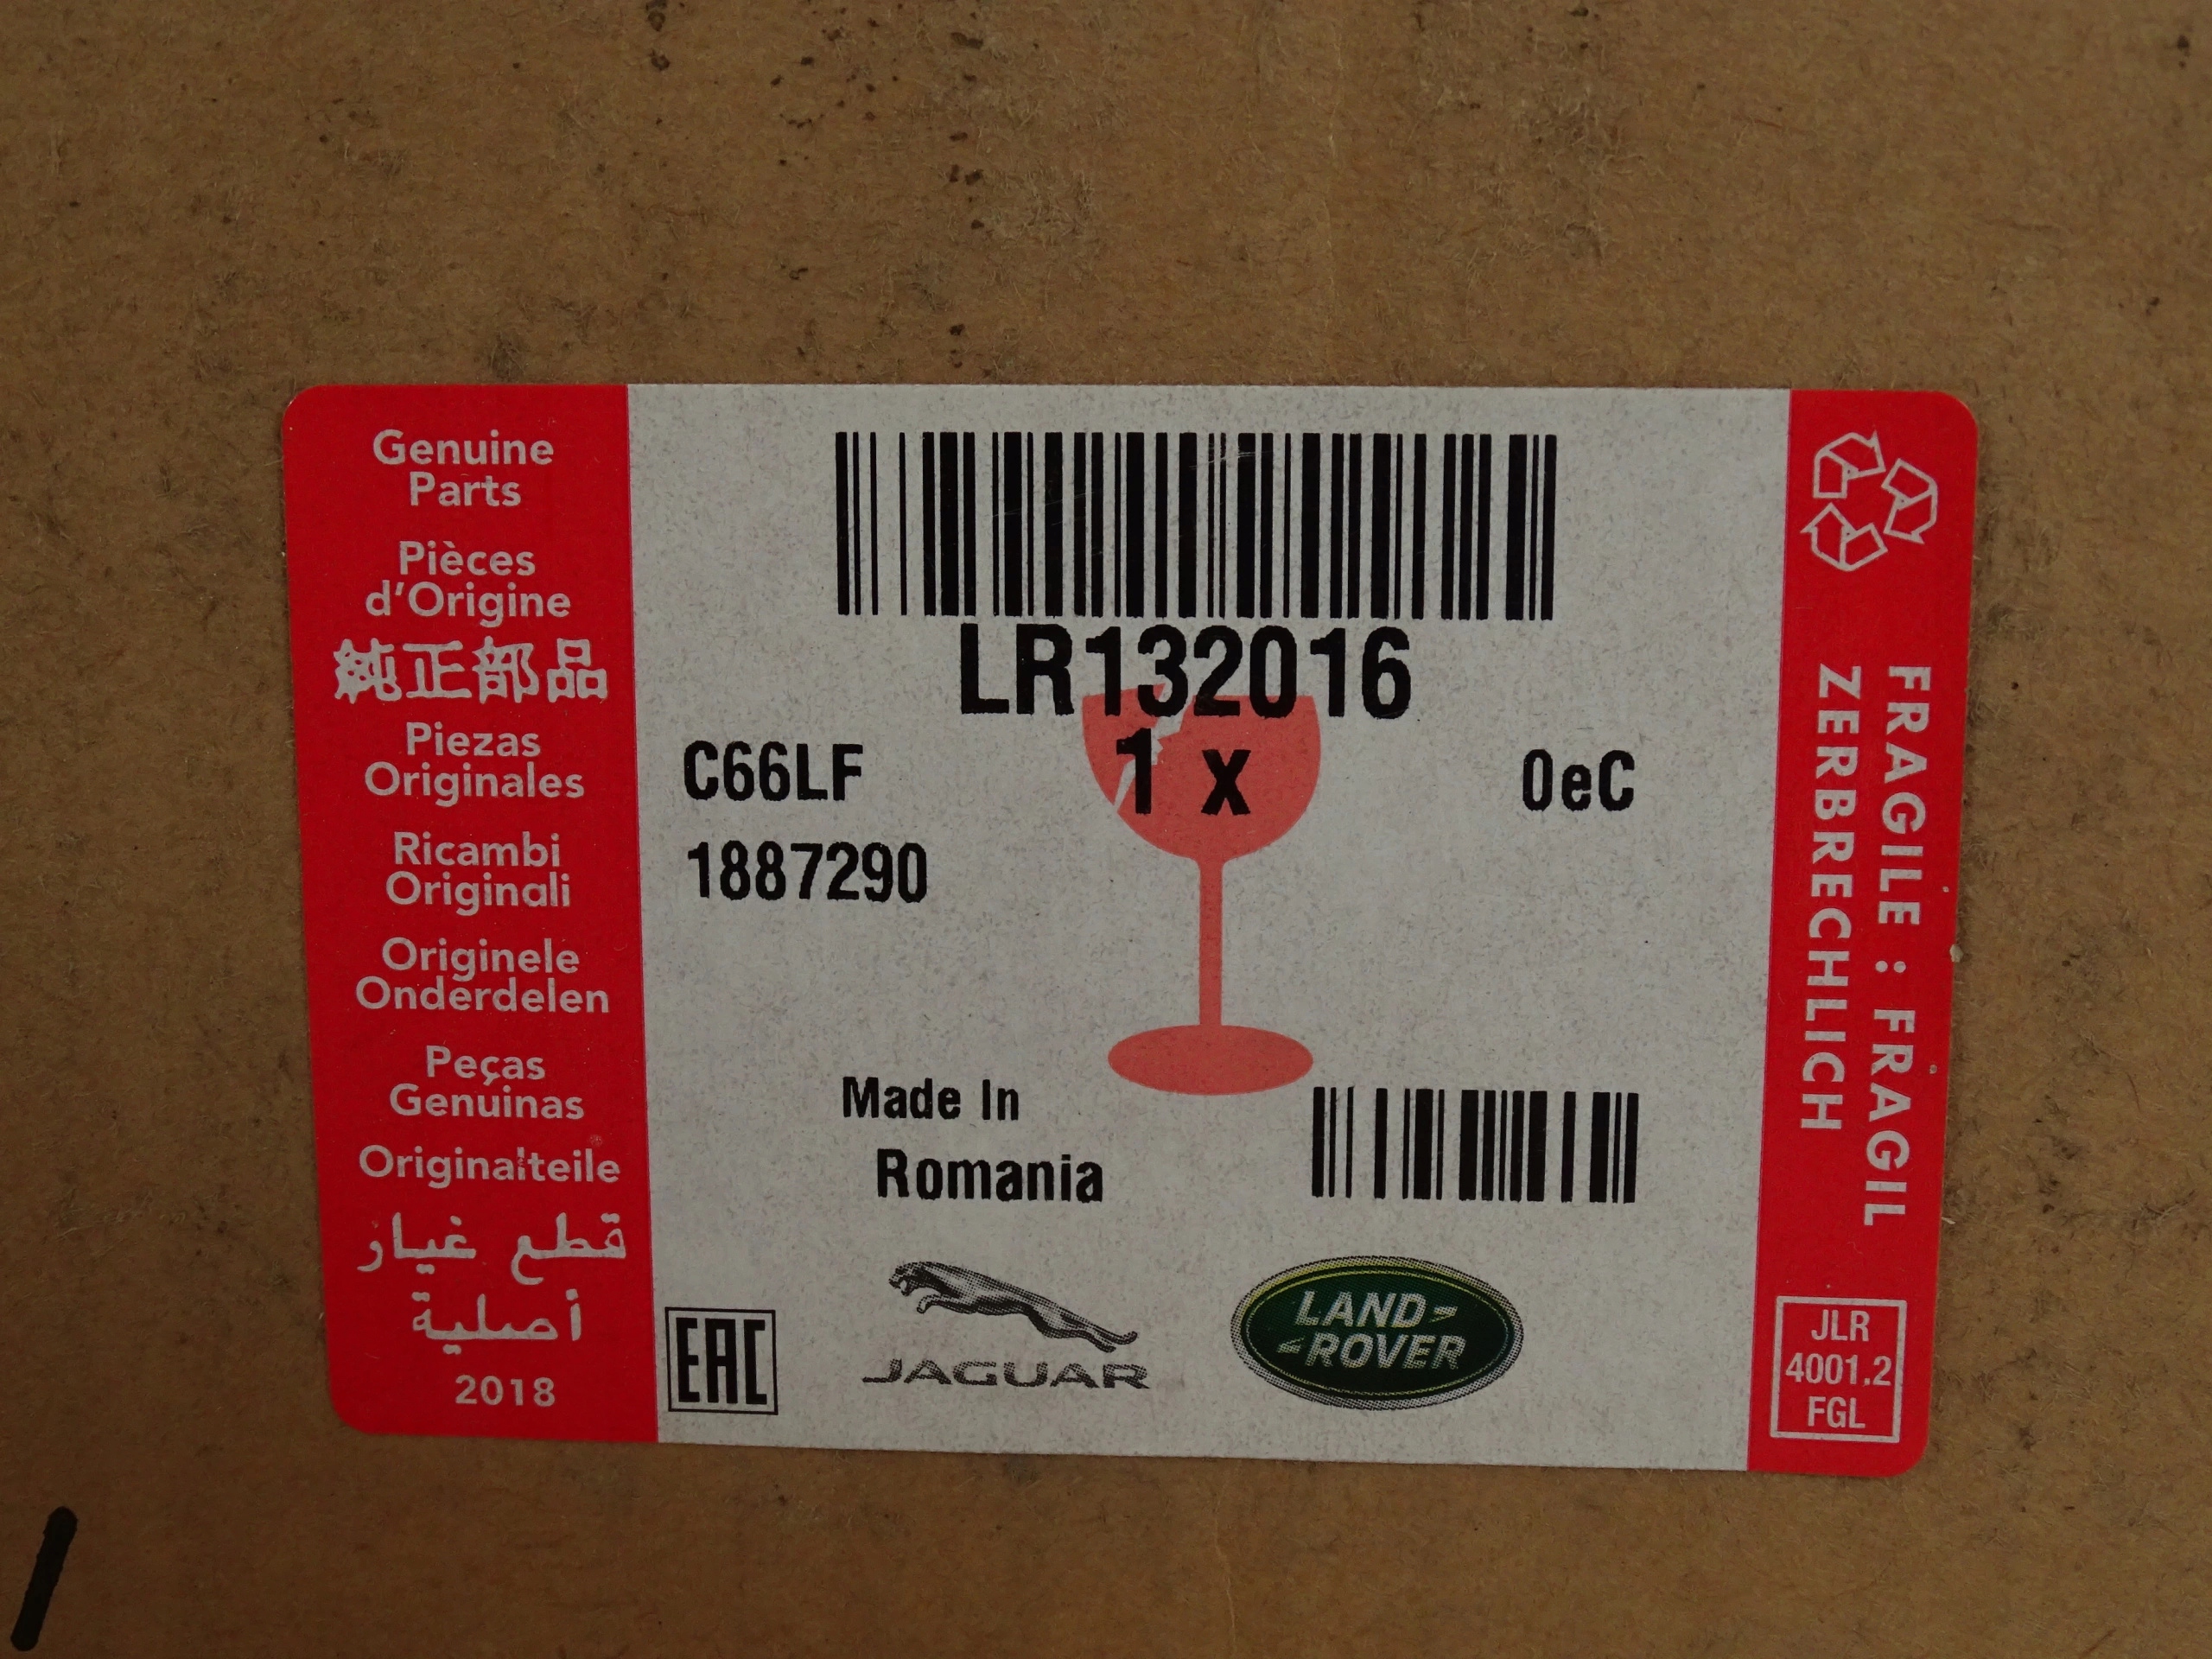 Genuine
Parts
Pièces
d'Origine
純正部品
Piezas
Originales
Ricambi
Originali
Originele
Onderdelen
Peças
Genuinas
Originalteile
قطع غيار
أصلية
2018
LR132016
C66LF 1 x 0eC
1887290
Made In
Romania
EAC
JAGUAR
LAND-
-ROVER
FRAGILE : FRAGIL
ZERBRECHLICH
JLR
4001.2
FGL